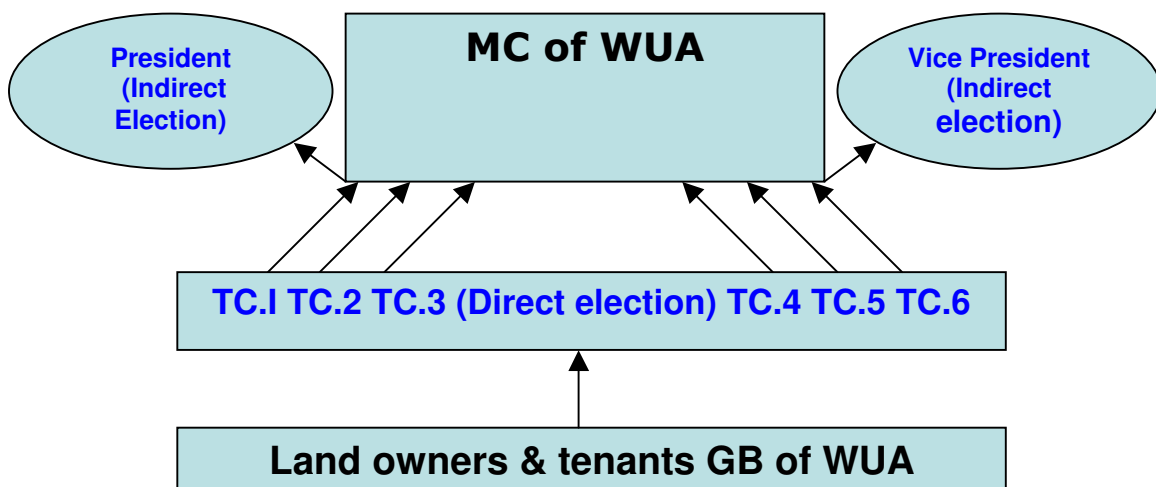 President
(Indirect
Election)
MC of WUA
Vice President
(Indirect
election)
TC.I TC.2 TC.3 (Direct election) TC.4 TC.5 TC.6
Land owners & tenants GB of WUA